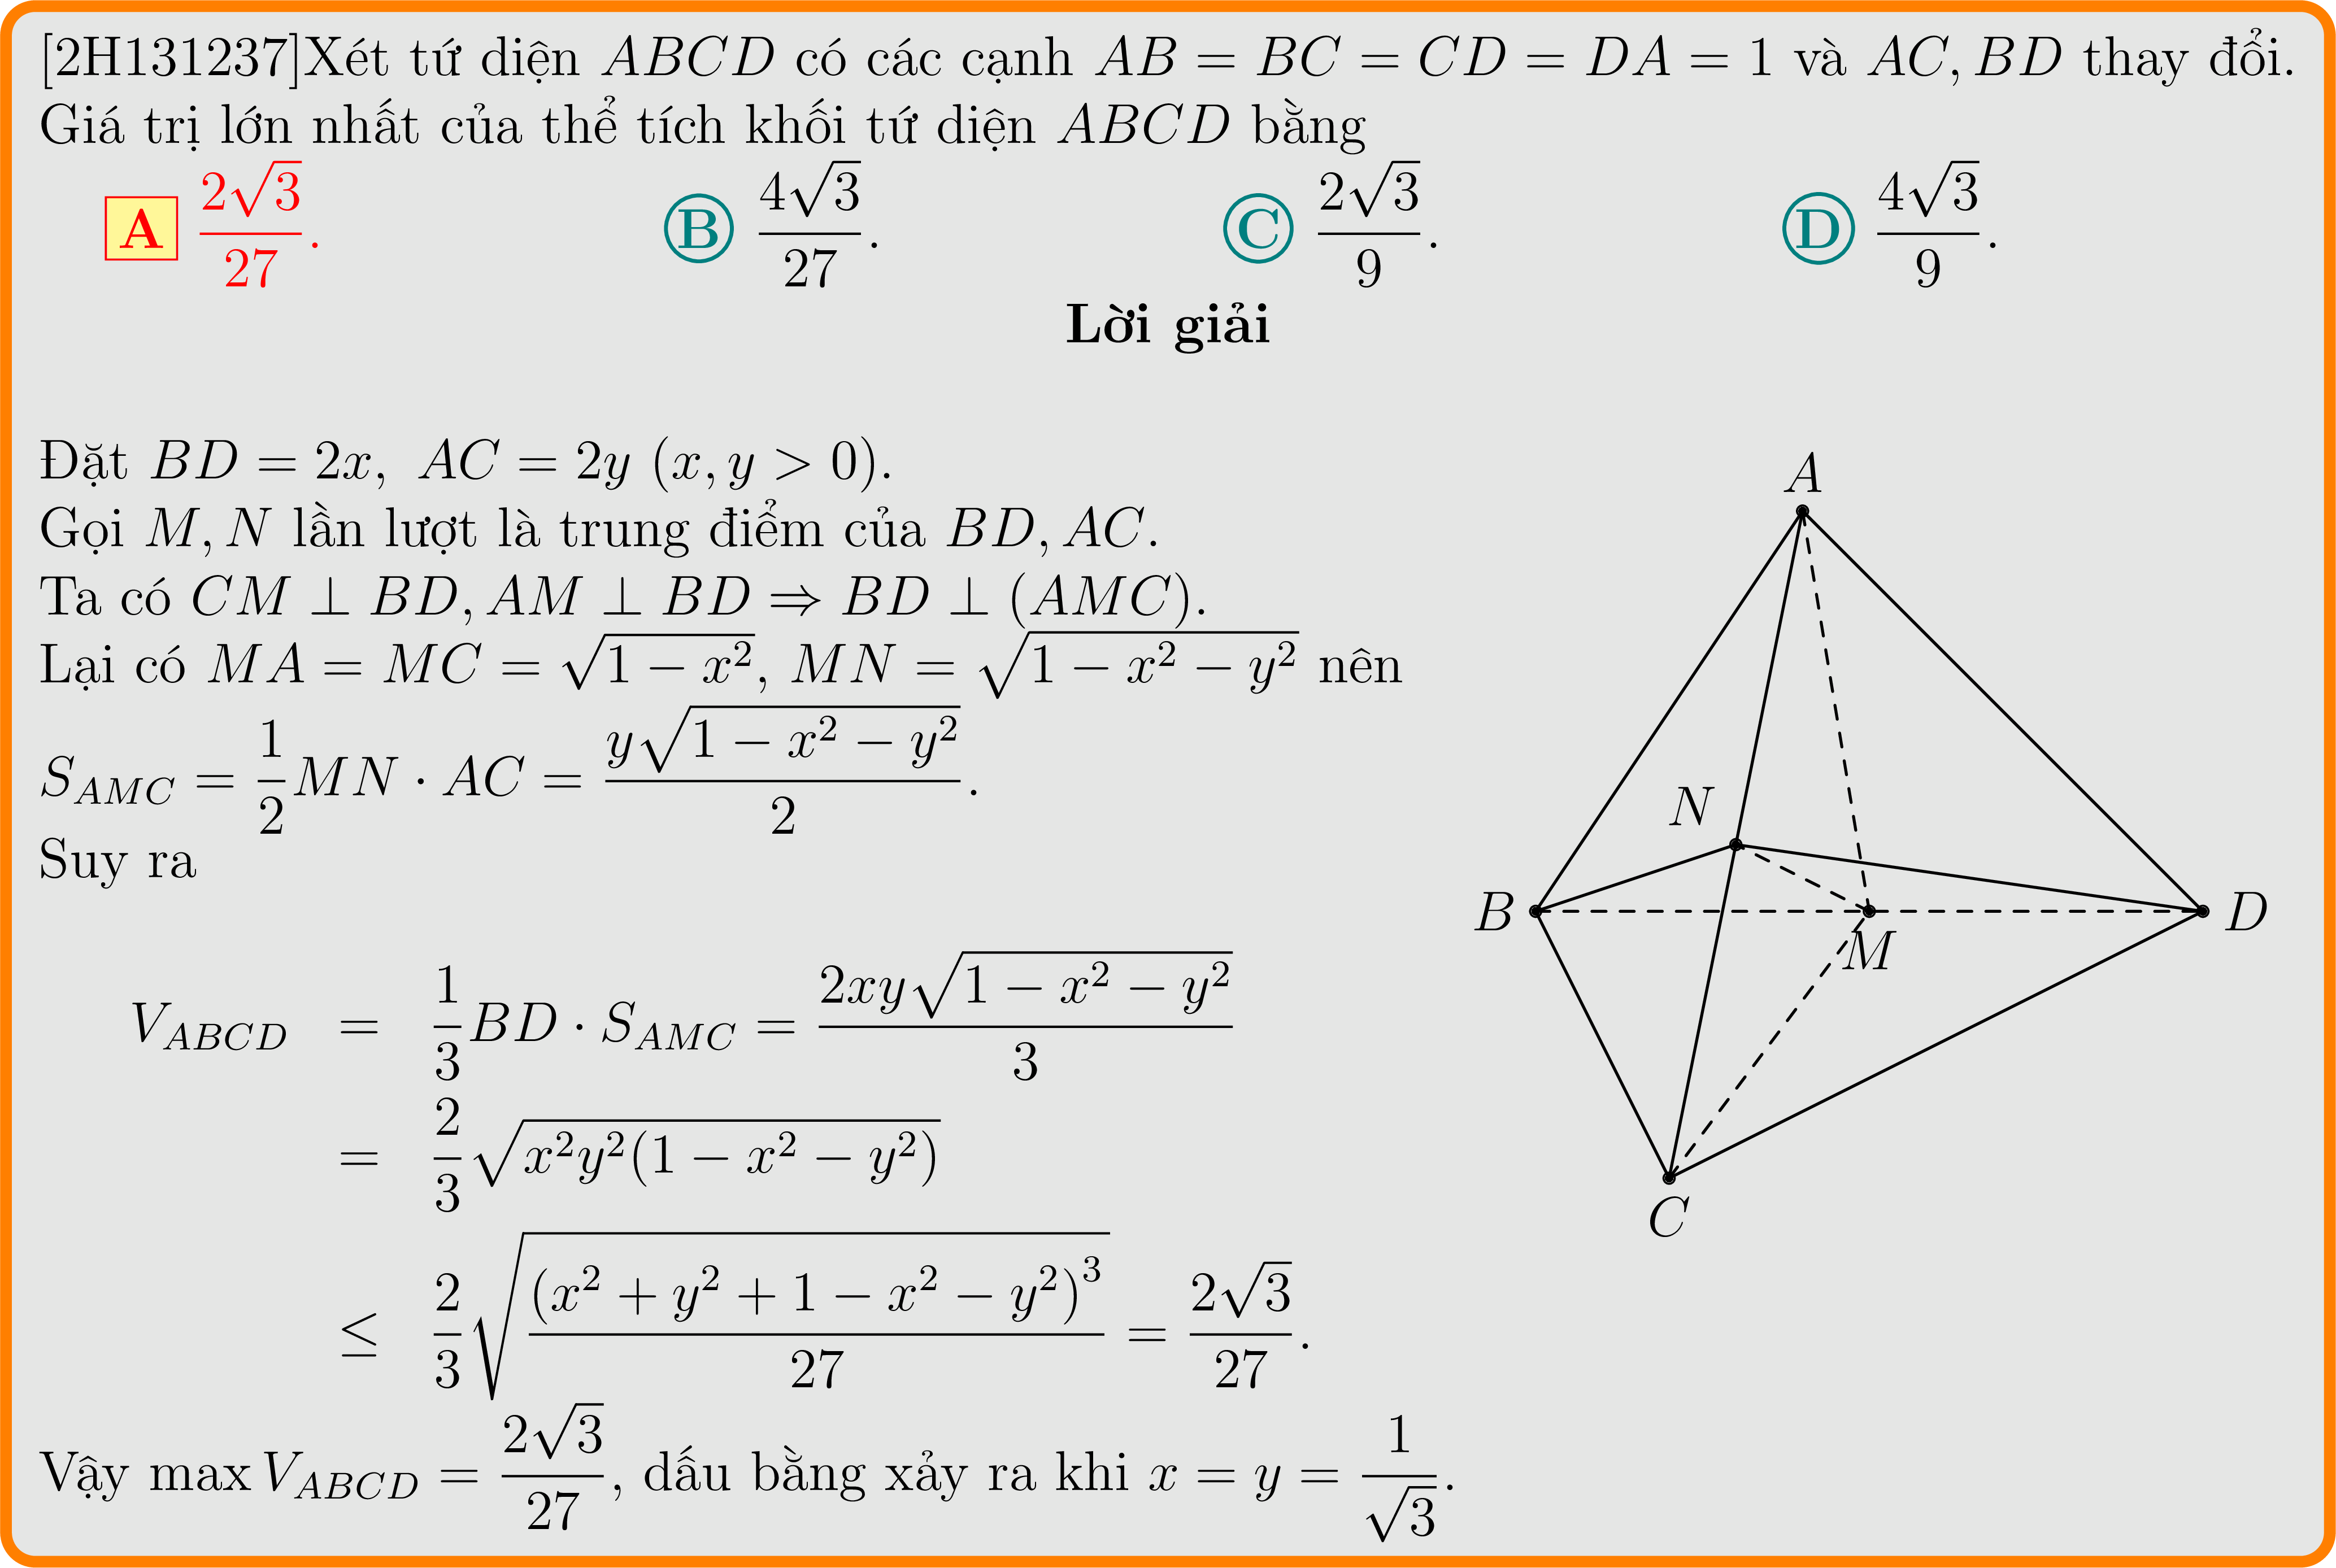 [2H131237]Xét tứ diện $ABCD$ có các cạnh $AB = BC = CD = DA = 1$ và $AC, BD$ thay đổi.
Giá trị lớn nhất của thể tích khối tứ diện $ABCD$ bằng
A $\frac{2\sqrt{3}}{27}$. B $\frac{4\sqrt{3}}{27}$. C $\frac{2\sqrt{3}}{9}$. D $\frac{4\sqrt{3}}{9}$.
Lời giải
Đặt $BD = 2x,\ AC = 2y\ (x, y > 0)$.
Gọi $M, N$ lần lượt là trung điểm của $BD, AC$.
Ta có $CM \perp BD, AM \perp BD \Rightarrow BD \perp (AMC)$.
Lại có $MA = MC = \sqrt{1 - x^2}$, $MN = \sqrt{1 - x^2 - y^2}$ nên
$S_{AMC} = \frac{1}{2}MN \cdot AC = \frac{y\sqrt{1 - x^2 - y^2}}{2}$.
Suy ra
$V_{ABCD} = \frac{1}{3}BD \cdot S_{AMC} = \frac{2xy\sqrt{1 - x^2 - y^2}}{3}$
$= \frac{2}{3}\sqrt{x^2y^2(1 - x^2 - y^2)}$
$\leq \frac{2}{3}\sqrt{\frac{(x^2 + y^2 + 1 - x^2 - y^2)^3}{27}} = \frac{2\sqrt{3}}{27}$.
Vậy $\max V_{ABCD} = \frac{2\sqrt{3}}{27}$, dấu bằng xảy ra khi $x = y = \frac{1}{\sqrt{3}}$.
A
N
B
D
M
C